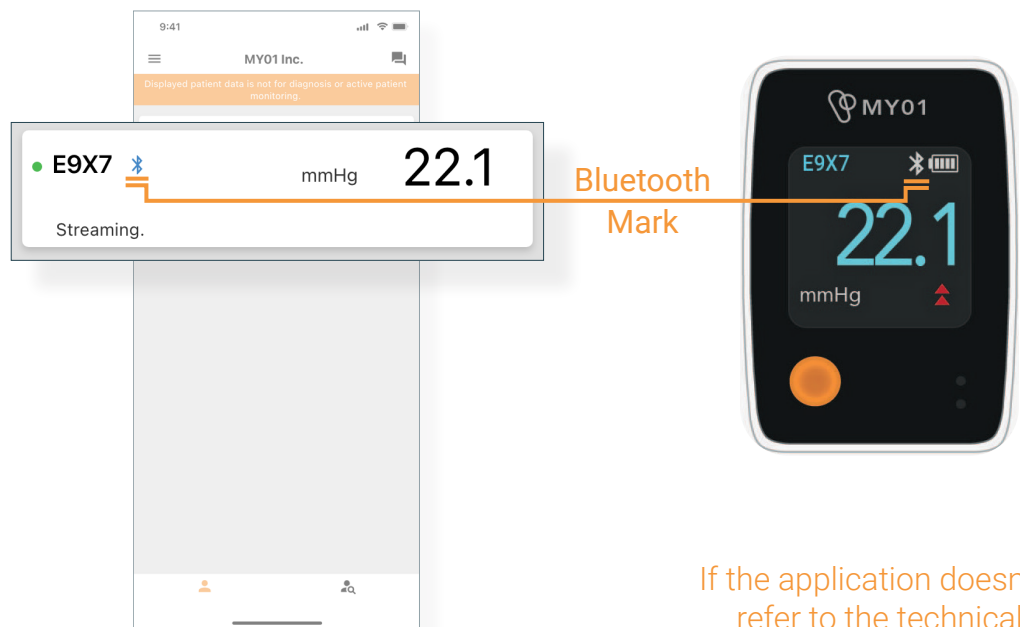 9:41
MY01 Inc.
Displayed patient data is not for diagnosis or active patient
monitoring.
E9X7
mmHg
22.1
Streaming.
Bluetooth
Mark
MY01
E9X7
22.1
mmHg
If the application doesn
refer to the technical